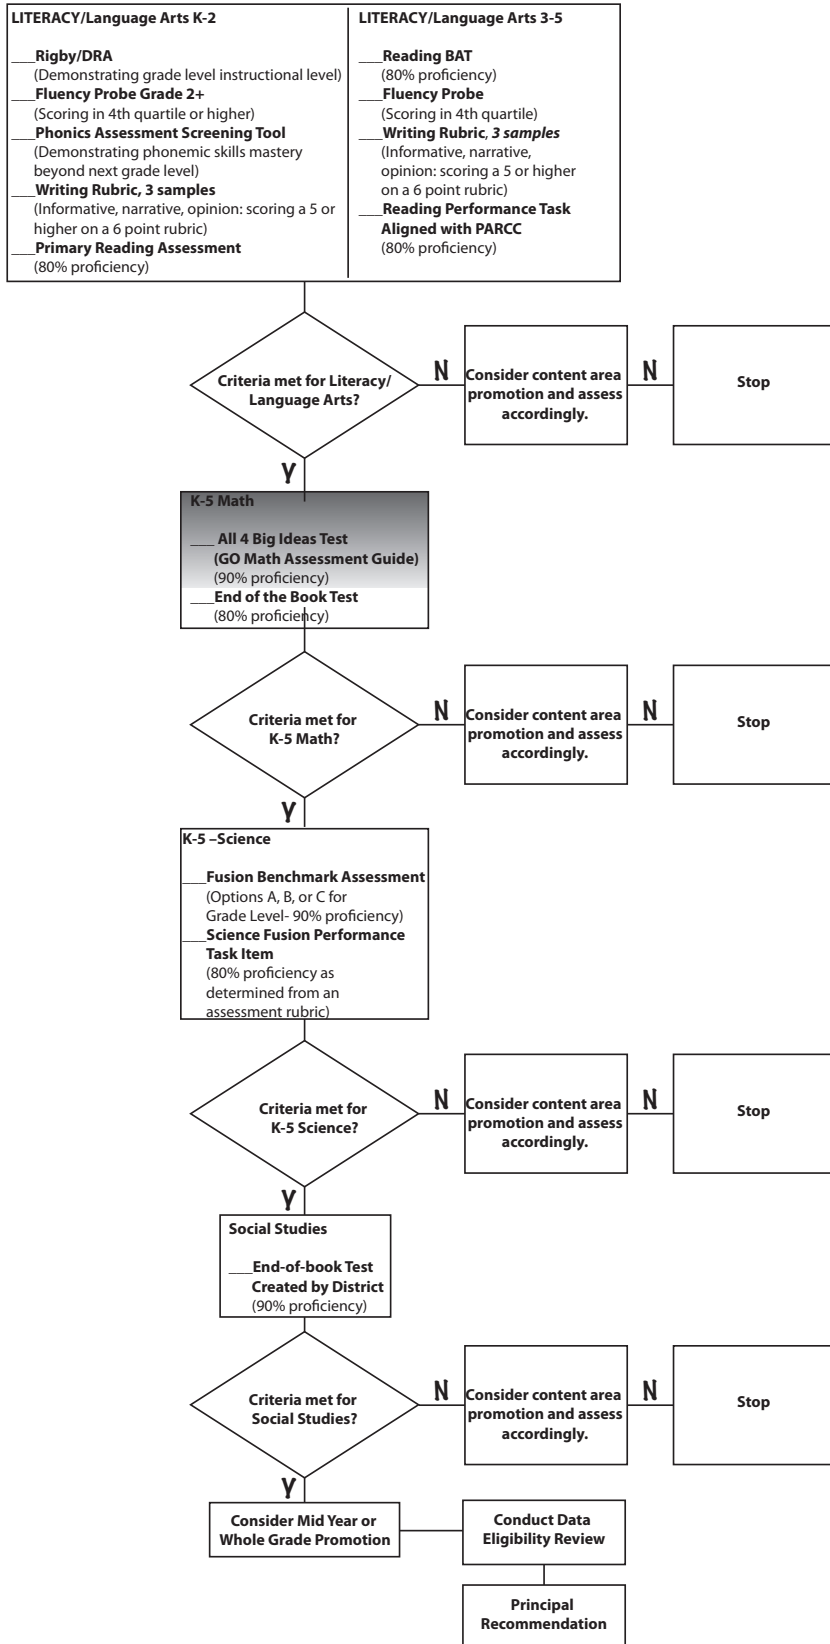 LITERACY/Language Arts K-2
___Rigby/DRA
(Demonstrating grade level instructional level)
___Fluency Probe Grade 2+
(Scoring in 4th quartile or higher)
___Phonics Assessment Screening Tool
(Demonstrating phonemic skills mastery
beyond next grade level)
___Writing Rubric, 3 samples
(Informative, narrative, opinion: scoring a 5 or
higher on a 6 point rubric)
___Primary Reading Assessment
(80% proficiency)
LITERACY/Language Arts 3-5
___Reading BAT
(80% proficiency)
___Fluency Probe
(Scoring in 4th quartile)
___Writing Rubric, 3 samples
(Informative, narrative,
opinion: scoring a 5 or higher
on a 6 point rubric)
___Reading Performance Task
Aligned with PARCC
(80% proficiency)
Criteria met for Literacy/
Language Arts?
N
Consider content area
promotion and assess
accordingly.
N
Stop
Y
K-5 Math
___ All 4 Big Ideas Test
(GO Math Assessment Guide)
(90% proficiency)
___End of the Book Test
(80% proficiency)
Criteria met for
K-5 Math?
N
Consider content area
promotion and assess
accordingly.
N
Stop
Y
K-5 –Science
___Fusion Benchmark Assessment
(Options A, B, or C for
Grade Level- 90% proficiency)
___Science Fusion Performance
Task Item
(80% proficiency as
determined from an
assessment rubric)
Criteria met for
K-5 Science?
N
Consider content area
promotion and assess
accordingly.
N
Stop
Y
Social Studies
___End-of-book Test
Created by District
(90% proficiency)
Criteria met for
Social Studies?
N
Consider content area
promotion and assess
accordingly.
N
Stop
Y
Consider Mid Year or
Whole Grade Promotion
Conduct Data
Eligibility Review
Principal
Recommendation